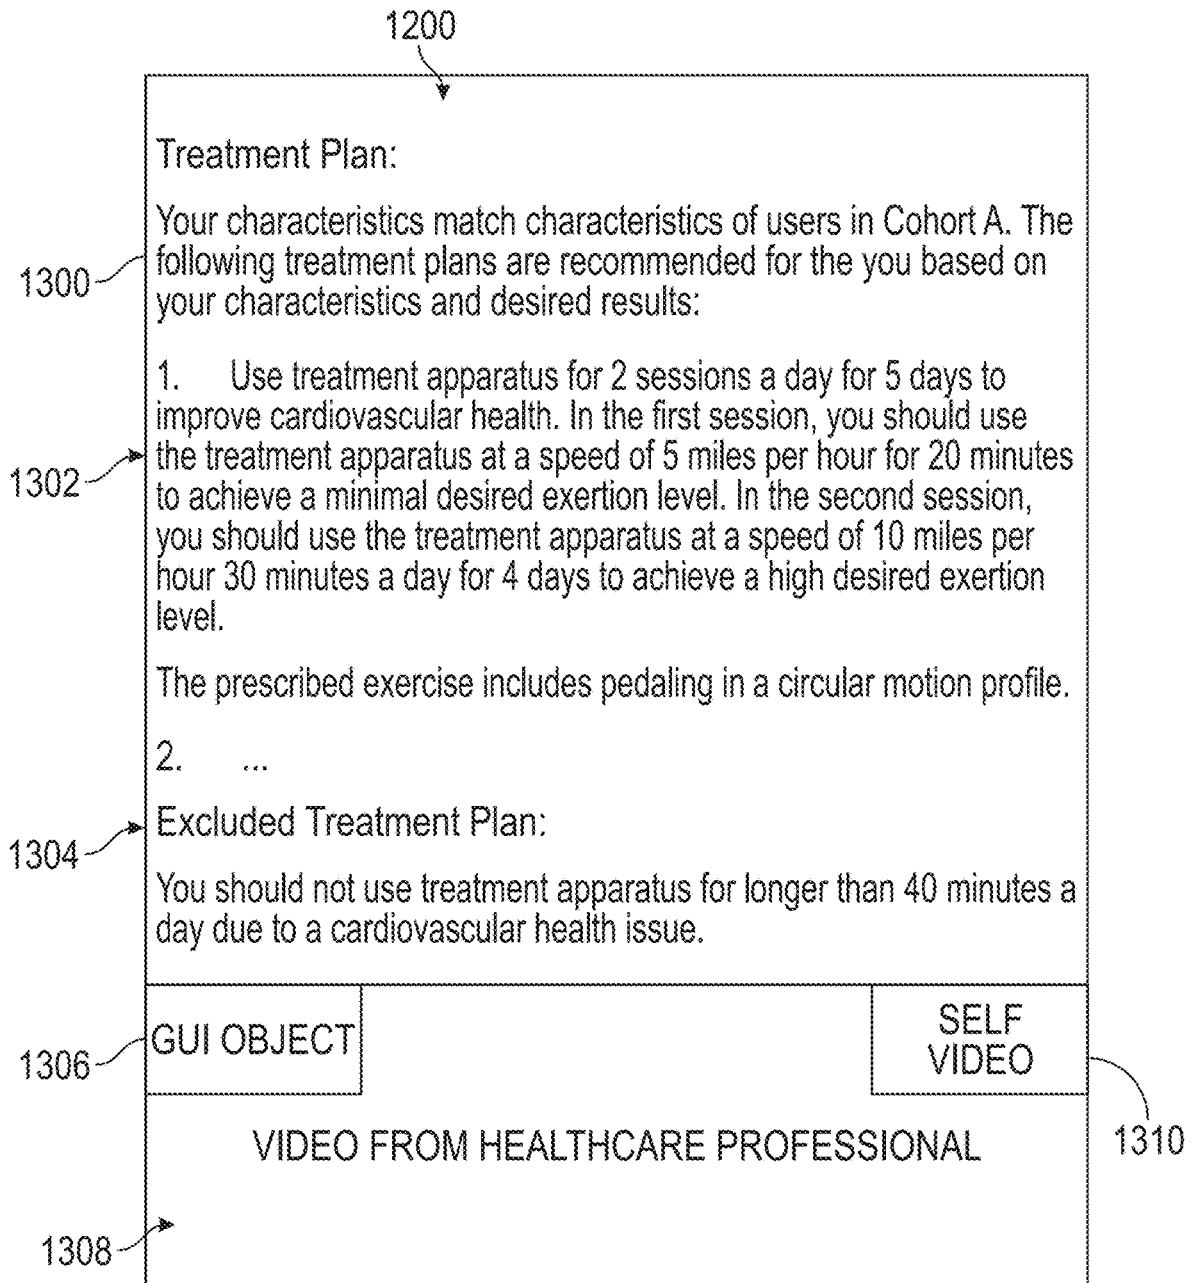 1200
Treatment Plan:
Your characteristics match characteristics of users in Cohort A. The
1300
following treatment plans are recommended for the you based on
your characteristics and desired results:
1. Use treatment apparatus for 2 sessions a day for 5 days to
improve cardiovascular health. In the first session, you should use
1302
the treatment apparatus at a speed of 5 miles per hour for 20 minutes
to achieve a minimal desired exertion level. In the second session,
you should use the treatment apparatus at a speed of 10 miles per
hour 30 minutes a day for 4 days to achieve a high desired exertion
level.
The prescribed exercise includes pedaling in a circular motion profile.
2. ...
1304
Excluded Treatment Plan:
You should not use treatment apparatus for longer than 40 minutes a
day due to a cardiovascular health issue.
1306
GUI OBJECT
SELF
VIDEO
1310
VIDEO FROM HEALTHCARE PROFESSIONAL
1308